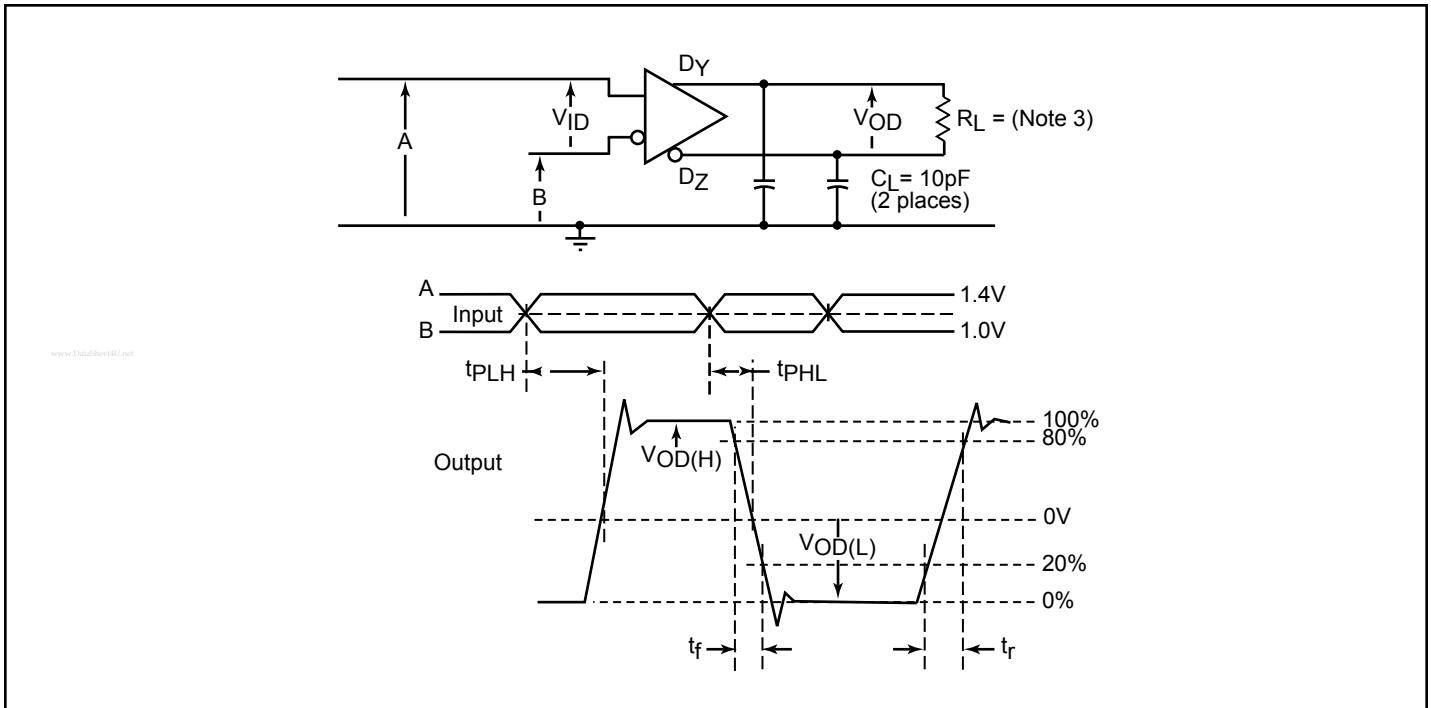 DY
VID
VOD
RL = (Note 3)
A
B
DZ
CL= 10pF
(2 places)
A
1.4V
Input
B
1.0V
www.DataSheet4U.net
tPLH
tPHL
100%
80%
VOD(H)
Output
0V
VOD(L)
20%
0%
tf
tr